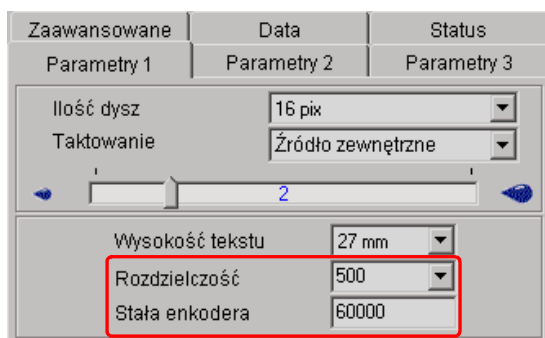 Zaawansowane Data Status
Parametry 1 Parametry 2 Parametry 3
Ilość dysz 16 pix
Taktowanie Źródło zewnętrzne
2
Wysokość tekstu 27 mm
Rozdzielczość 500
Stała enkodera 60000